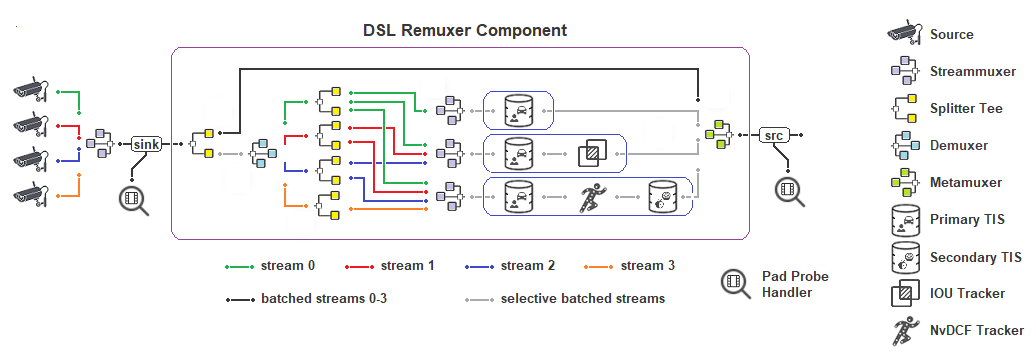 DSL Remuxer Component
sink
src
Source
Streammuxer
Splitter Tee
Demuxer
Metamuxer
Primary TIS
Secondary TIS
IOU Tracker
NvDCF Tracker
stream 0
stream 1
stream 2
stream 3
batched streams 0-3
selective batched streams
Pad Probe
Handler